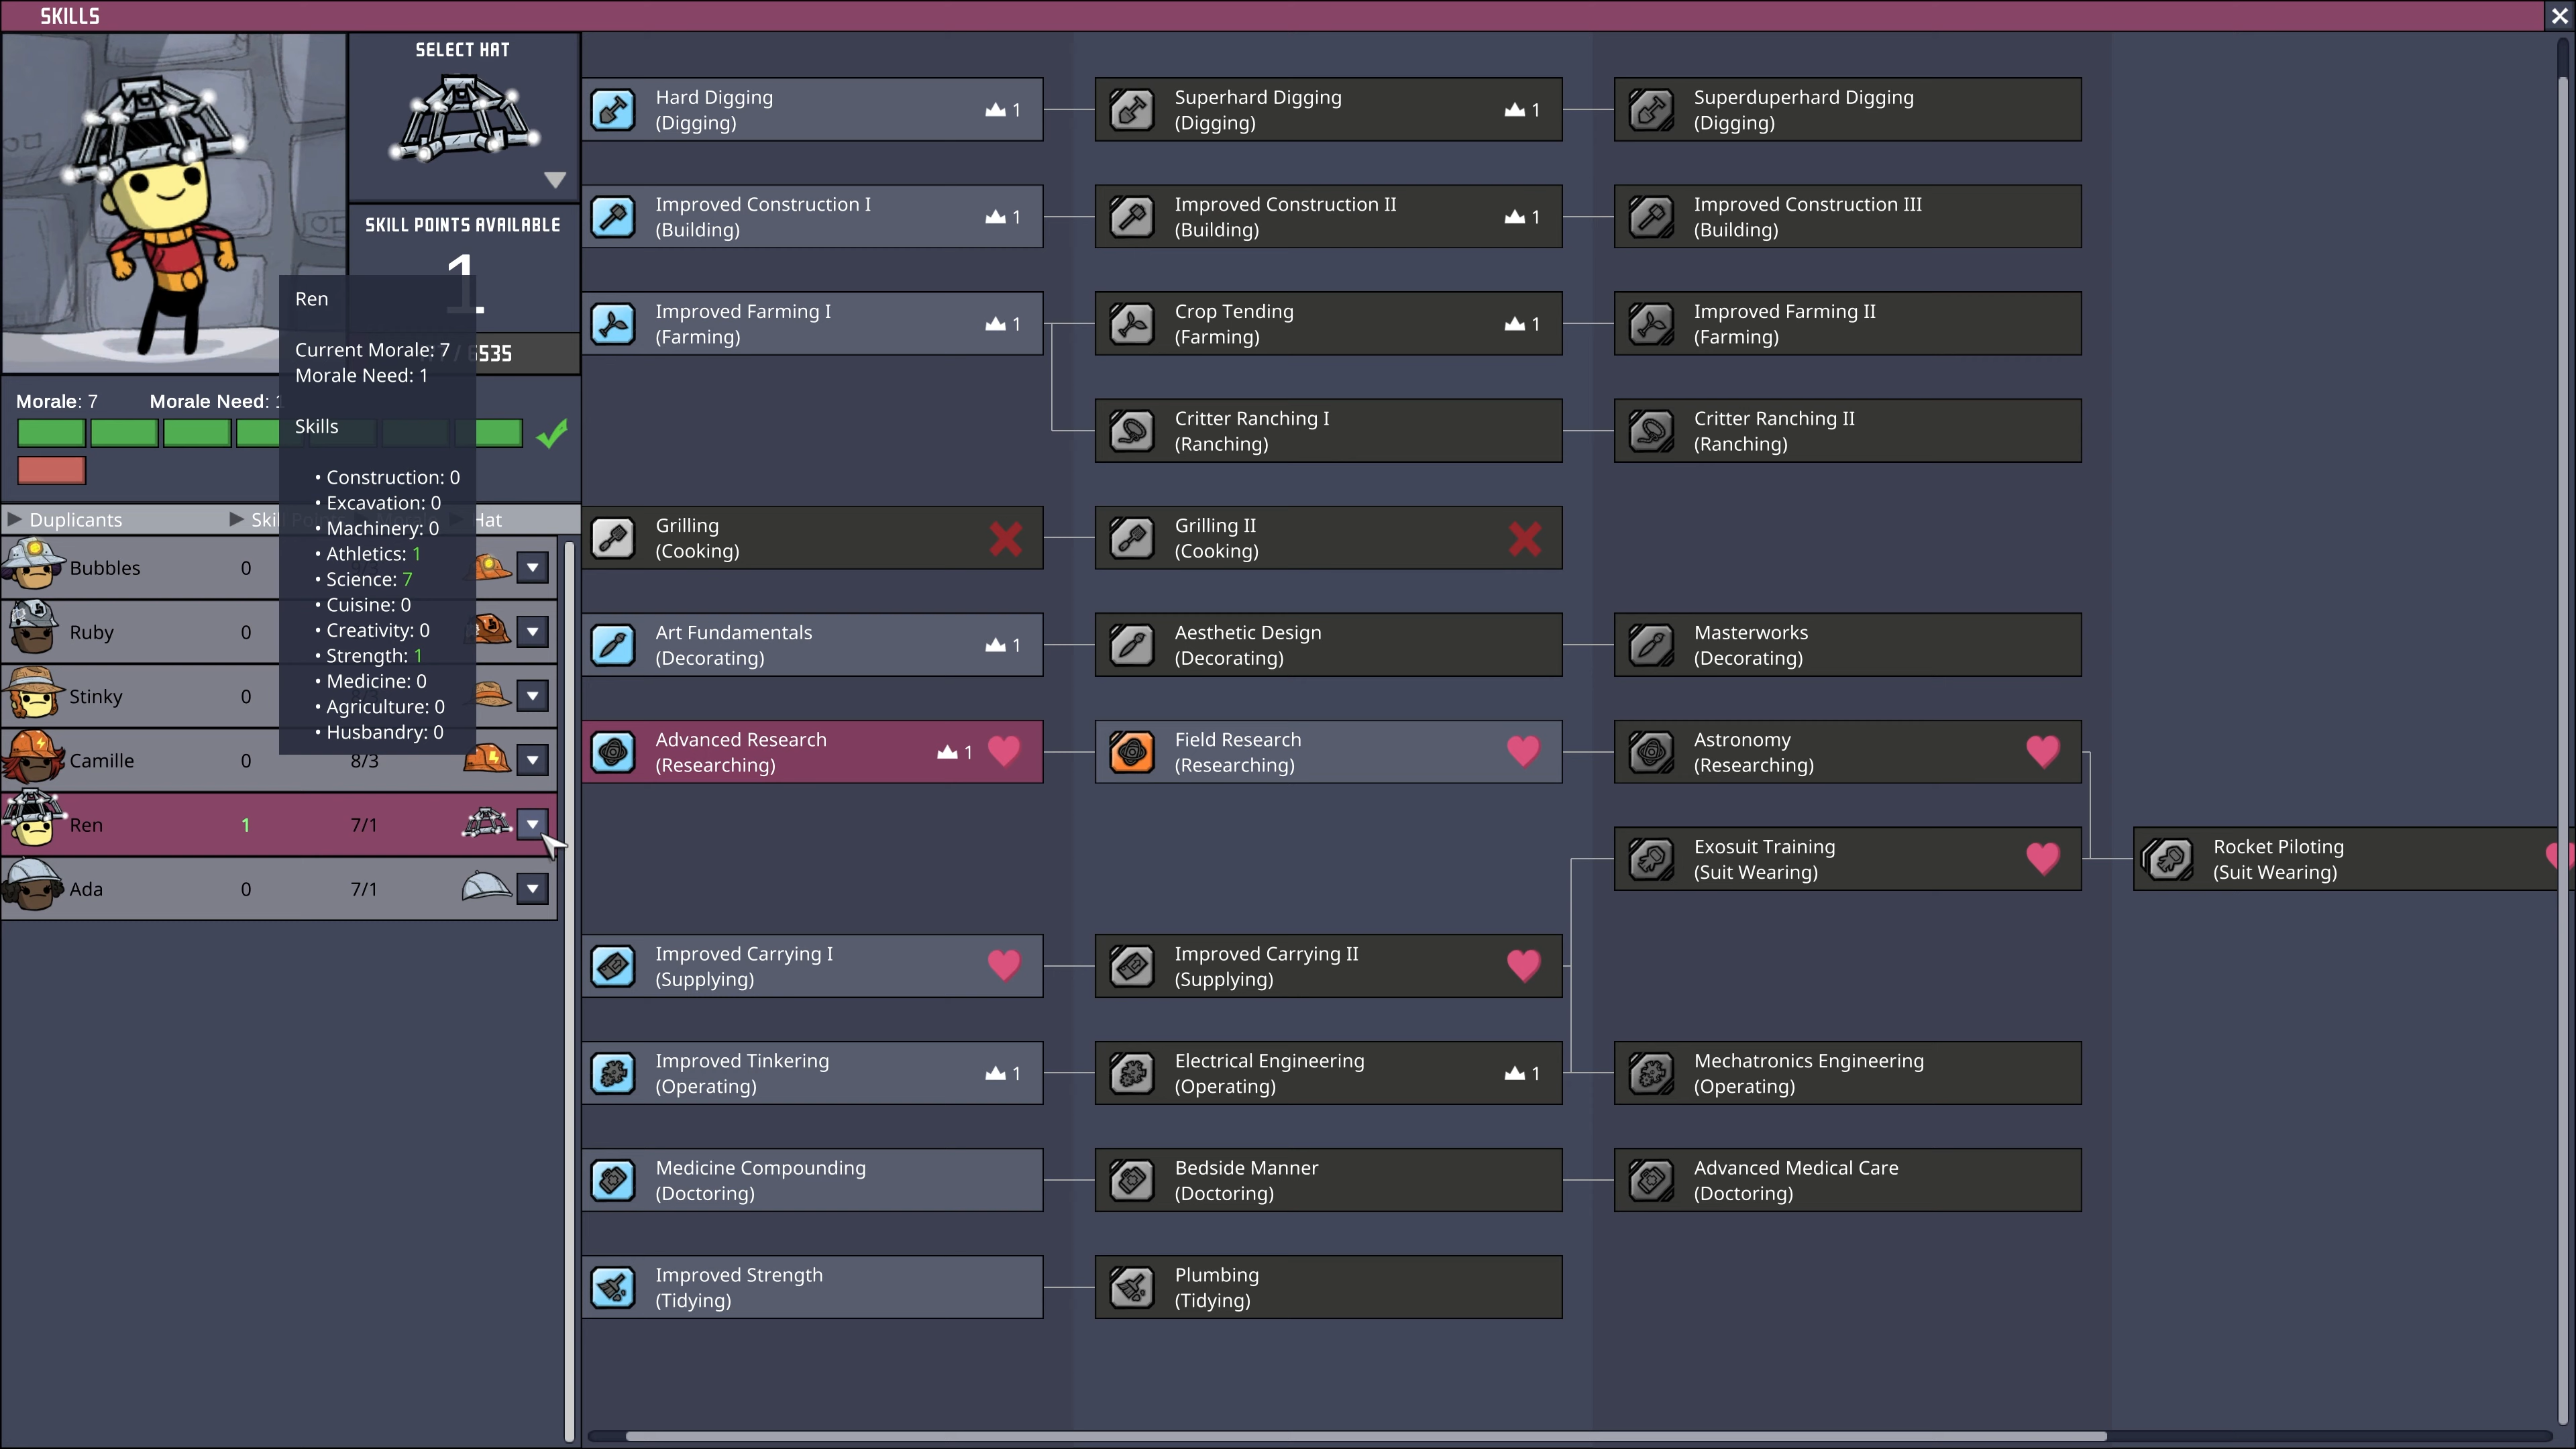 SKILLS
SELECT HAT
SKILL POINTS AVAILABLE
1
/ 6535
Morale: 7
Morale Need: 1
Ren
Current Morale: 7
Morale Need: 1
Skills
• Construction: 0
• Excavation: 0
• Machinery: 0
• Athletics: 1
• Science: 7
• Cuisine: 0
• Creativity: 0
• Strength: 1
• Medicine: 0
• Agriculture: 0
• Husbandry: 0
Duplicants
Hat
Bubbles 0
Ruby 0
Stinky 0
Camille 0 8/3
Ren 1 7/1
Ada 0 7/1
Hard Digging
(Digging)
1
Superhard Digging
(Digging)
1
Superduperhard Digging
(Digging)
Improved Construction I
(Building)
1
Improved Construction II
(Building)
1
Improved Construction III
(Building)
Improved Farming I
(Farming)
1
Crop Tending
(Farming)
1
Improved Farming II
(Farming)
Critter Ranching I
(Ranching)
Critter Ranching II
(Ranching)
Grilling
(Cooking)
Grilling II
(Cooking)
Art Fundamentals
(Decorating)
1
Aesthetic Design
(Decorating)
Masterworks
(Decorating)
Advanced Research
(Researching)
1
Field Research
(Researching)
Astronomy
(Researching)
Exosuit Training
(Suit Wearing)
Rocket Piloting
(Suit Wearing)
Improved Carrying I
(Supplying)
Improved Carrying II
(Supplying)
Improved Tinkering
(Operating)
1
Electrical Engineering
(Operating)
1
Mechatronics Engineering
(Operating)
Medicine Compounding
(Doctoring)
Bedside Manner
(Doctoring)
Advanced Medical Care
(Doctoring)
Improved Strength
(Tidying)
Plumbing
(Tidying)